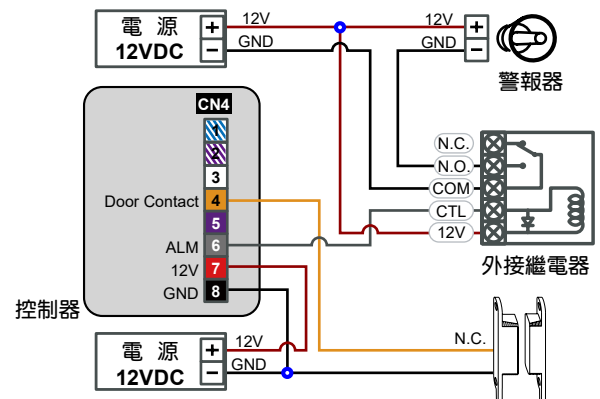 電 源
12VDC
+
−
12V
GND
12V
GND
+
−
警報器
CN4
1
2
3
Door Contact 4
5
ALM 6
12V 7
GND 8
控制器
N.C.
N.O.
COM
CTL
12V
外接繼電器
電 源
12VDC
+
−
12V
GND
N.C.